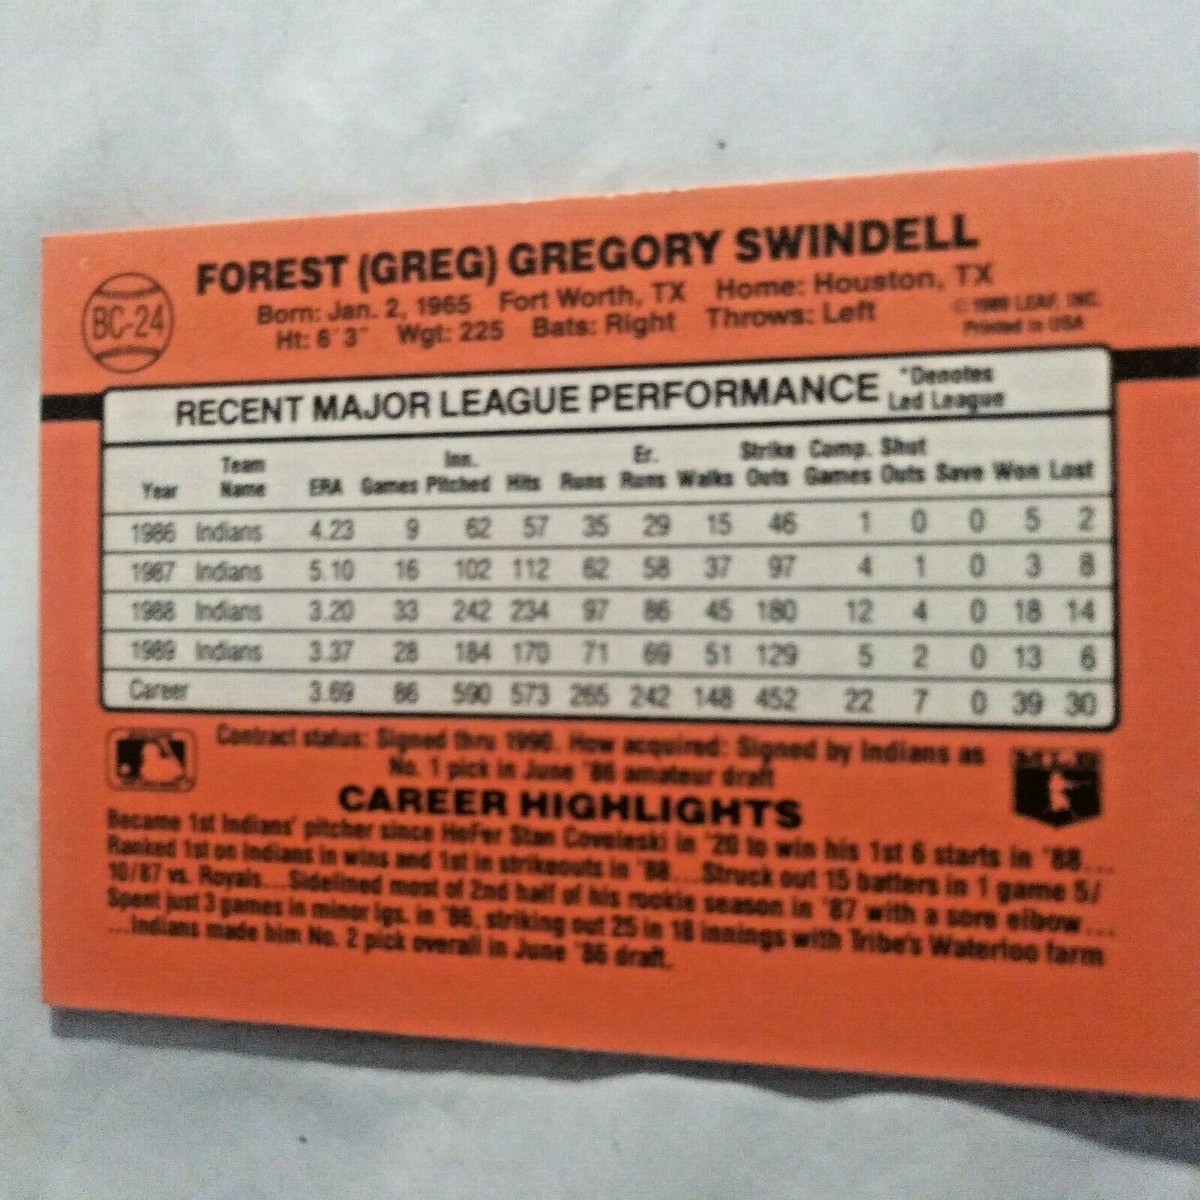 BC-24
FOREST (GREG) GREGORY SWINDELL
Born: Jan. 2, 1965 Fort Worth, TX Home: Houston, TX
Ht: 6'3" Wgt: 225 Bats: Right Throws: Left
© 1989 LEAF, INC.
Printed in USA
RECENT MAJOR LEAGUE PERFORMANCE
*Denotes
Led League
Year Team Name ERA Games Inn. Pitched Hits Runs Er. Runs Walks Strike Outs Comp. Games Shut Outs Save Won Lost
1986 Indians 4.23 9 62 57 35 29 15 46 1 0 0 5 2
1987 Indians 5.10 16 102 112 62 58 37 97 4 1 0 3 8
1988 Indians 3.20 33 242 234 97 86 45 180 12 4 0 18 14
1989 Indians 3.37 28 184 170 71 69 51 129 5 2 0 13 6
Career 3.69 86 590 573 265 242 148 452 22 7 0 39 30
Contract status: Signed thru 1990. How acquired: Signed by Indians as
No. 1 pick in June '86 amateur draft
MLB
CAREER HIGHLIGHTS
Became 1st Indians' pitcher since HoFer Stan Coveleski in '20 to win his 1st 6 starts in '88...
Ranked 1st on Indians in wins and 1st in strikeouts in '88...Struck out 15 batters in 1 game 5/
10/87 vs. Royals...Sidelined most of 2nd half of his rookie season in '87 with a sore elbow...
Spent just 3 games in minor lgs. in '86, striking out 25 in 18 innings with Tribe's Waterloo farm
...Indians made him No. 2 pick overall in June '86 draft.